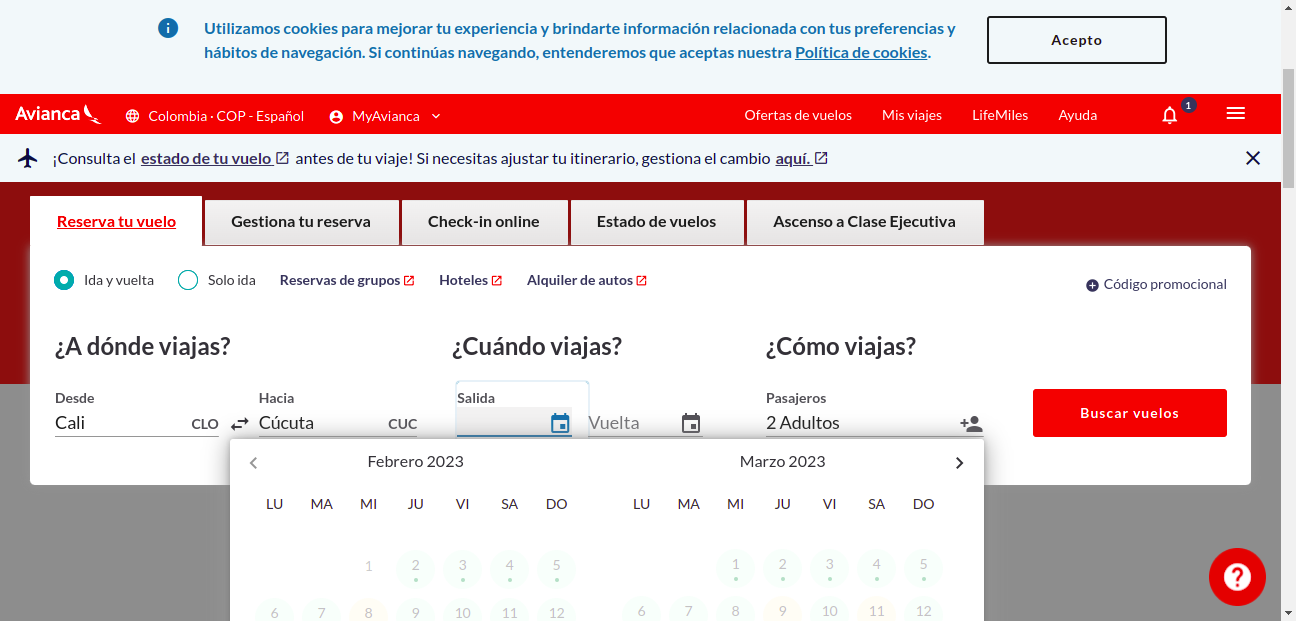 Utilizamos cookies para mejorar tu experiencia y brindarte información relacionada con tus preferencias y
hábitos de navegación. Si continúas navegando, entenderemos que aceptas nuestra Política de cookies.
Acepto
Avianca
Colombia · COP - Español
MyAvianca
Ofertas de vuelos
Mis viajes
LifeMiles
Ayuda
1
¡Consulta el estado de tu vuelo antes de tu viaje! Si necesitas ajustar tu itinerario, gestiona el cambio aquí.
Reserva tu vuelo
Gestiona tu reserva
Check-in online
Estado de vuelos
Ascenso a Clase Ejecutiva
Ida y vuelta
Solo ida
Reservas de grupos
Hoteles
Alquiler de autos
Código promocional
¿A dónde viajas?
¿Cuándo viajas?
¿Cómo viajas?
Desde
Hacia
Salida
Pasajeros
Cali
CLO
Cúcuta
CUC
Vuelta
2 Adultos
Buscar vuelos
Febrero 2023
LU MA MI JU VI SA DO
1 2 3 4 5
6 7 8 9 10 11 12
Marzo 2023
LU MA MI JU VI SA DO
1 2 3 4 5
6 7 8 9 10 11 12